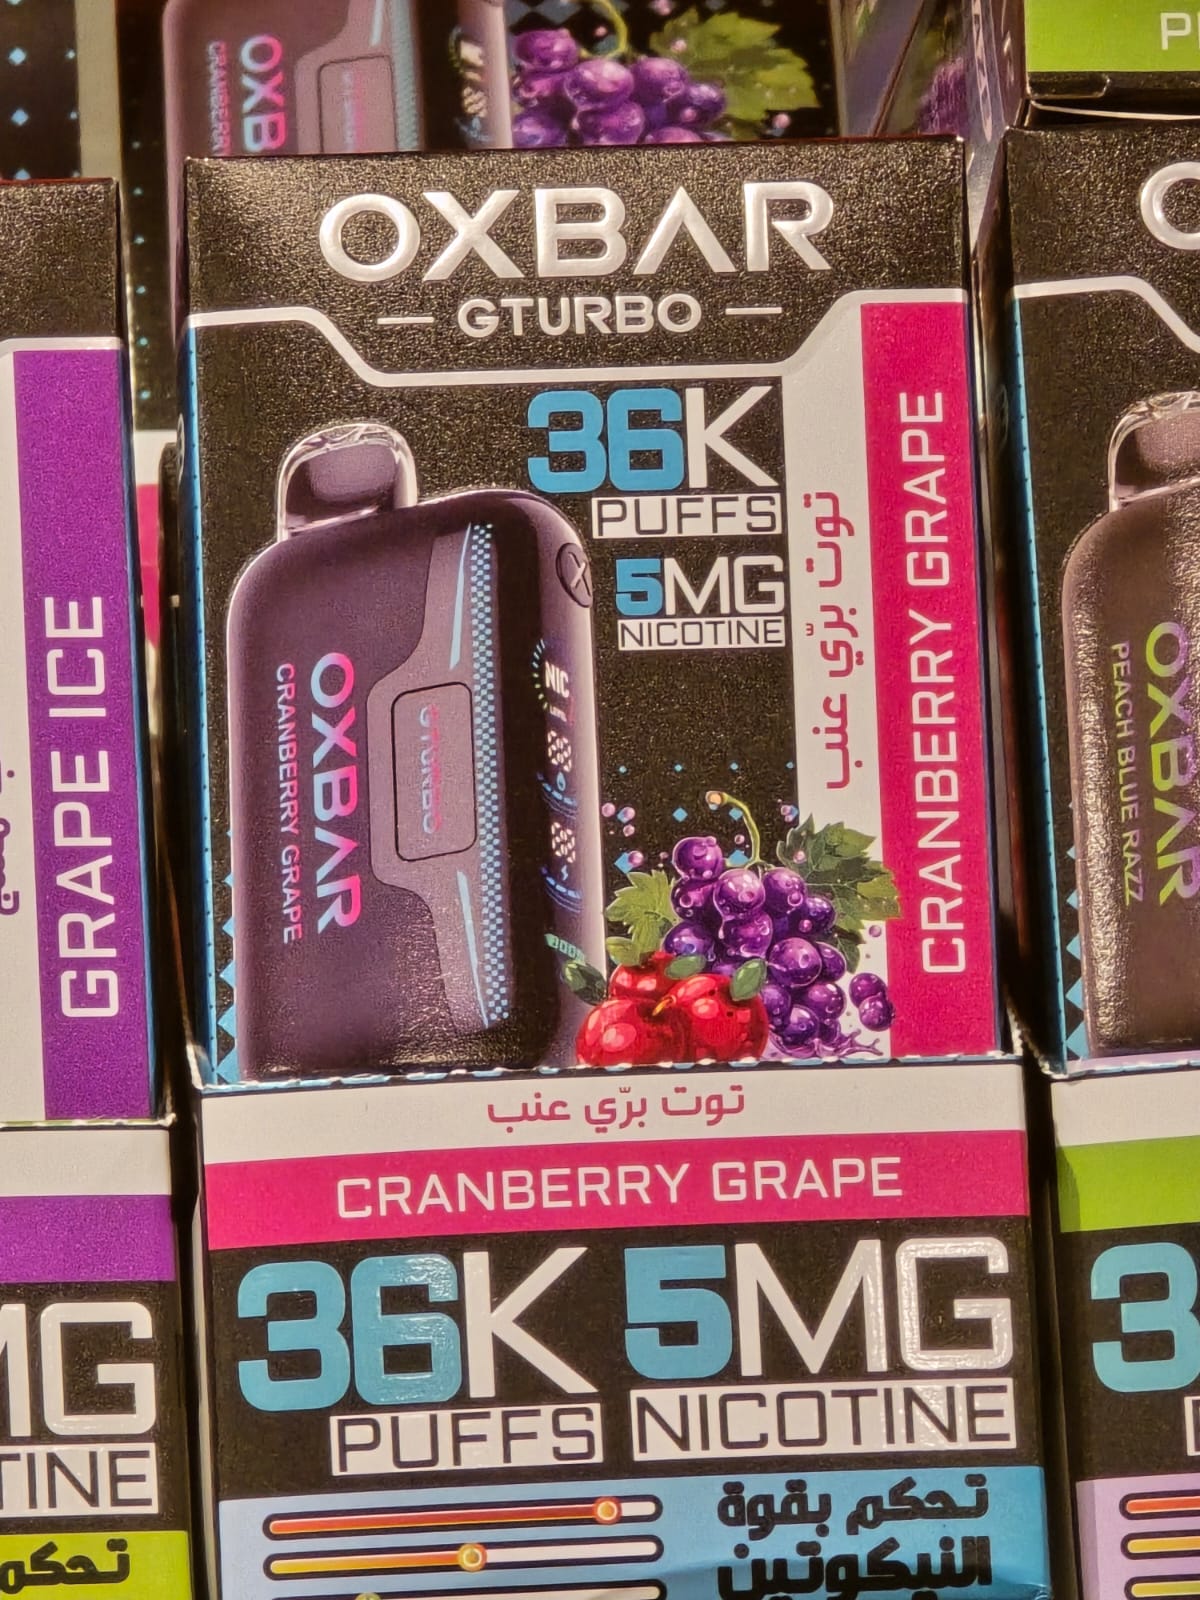 OXB
CRANBERRY
OXBAR
GTURBO
36K
PUFFS
5MG
NICOTINE
توت برّي عنب
CRANBERRY GRAPE
NIC
OXBAR
CRANBERRY GRAPE
GTURBO
توت برّي عنب
CRANBERRY GRAPE
36K 5MG
PUFFS NICOTINE
تحكم بقوة
النيكوتين
GRAPE ICE
MG
TINE
تحكم
P
O
OXBAR
PEACH BLUE RAZZ
3